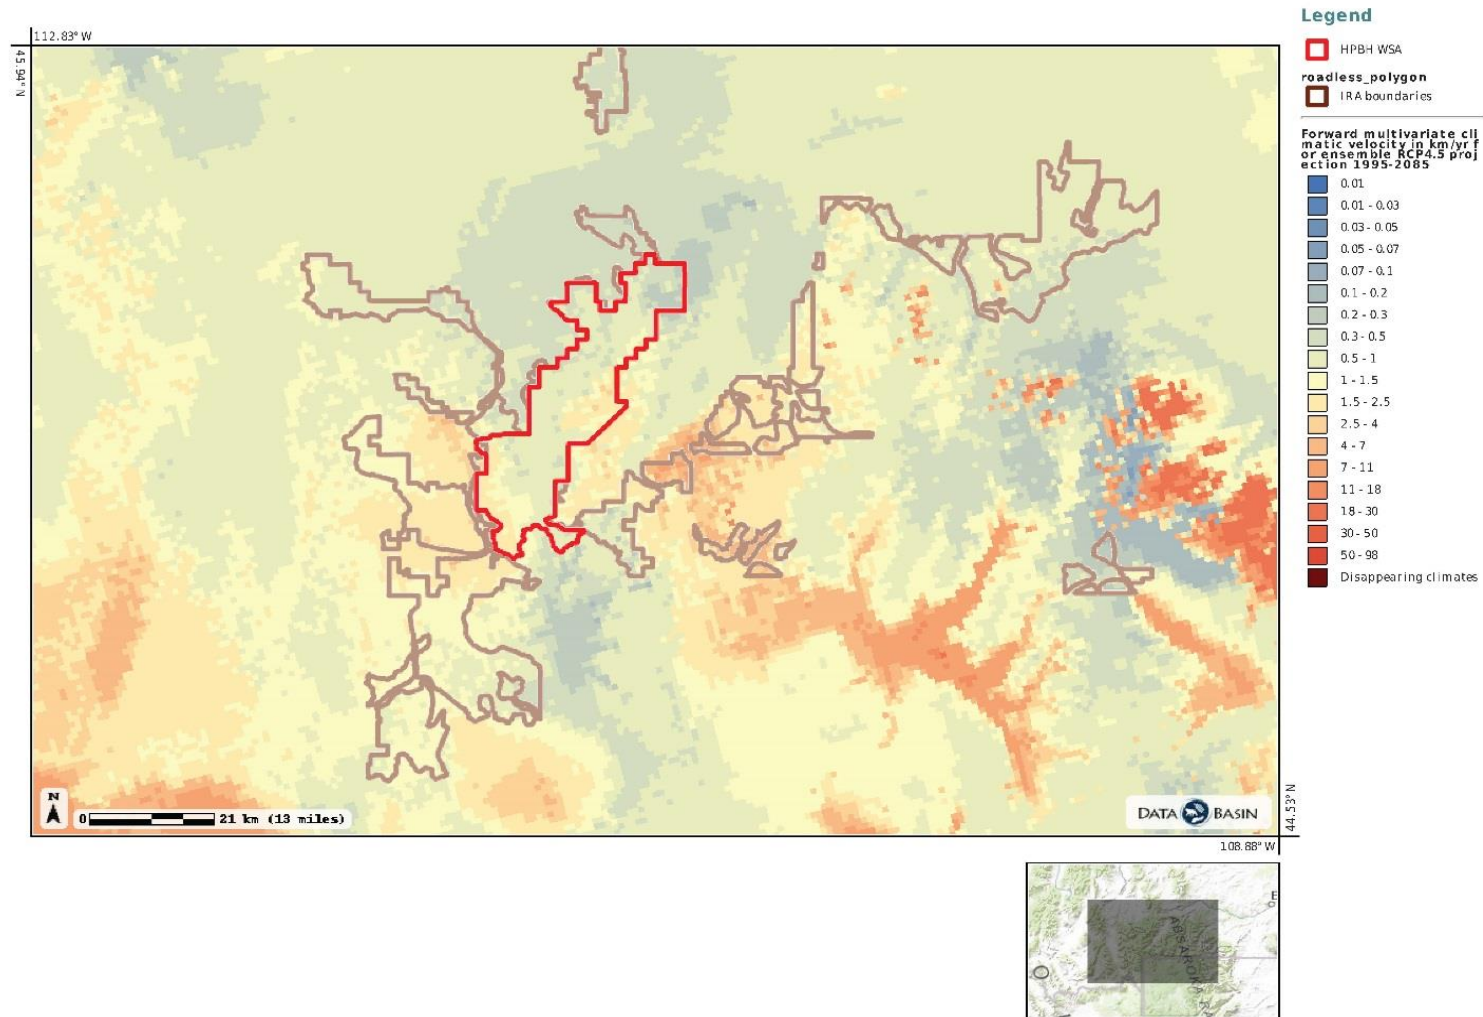 Legend
112.83° W
45.94° N
HPBH WSA
roadless_polygon
IRA boundaries
Forward multivariate cli
matic velocity in km/yr f
or ensemble RCP4.5 proj
ection 1995-2085
0.01
0.01 - 0.03
0.03 - 0.05
0.05 - 0.07
0.07 - 0.1
0.1 - 0.2
0.2 - 0.3
0.3 - 0.5
0.5 - 1
1 - 1.5
1.5 - 2.5
2.5 - 4
4 - 7
7 - 11
11 - 18
18 - 30
30 - 50
50 - 98
Disappearing climates
N
0 21 km (13 miles)
DATA BASIN
44.53° N
108.88° W
E
ABSAROKA RA